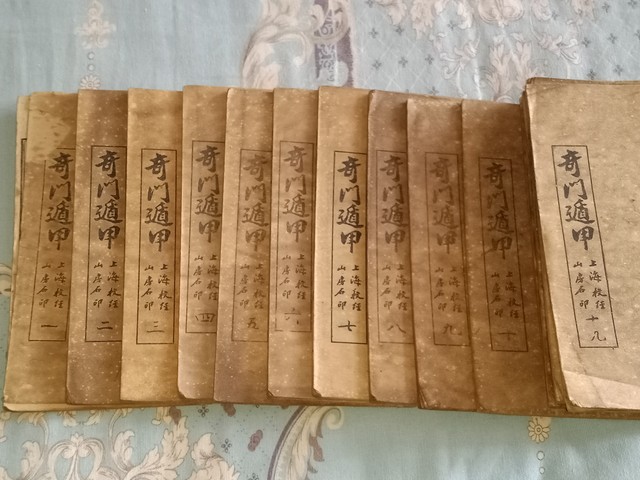 奇门遁甲
上海校经
山房石印
一
奇门遁甲
上海校经
山房石印
二
奇门遁甲
上海校经
山房石印
三
奇门遁甲
上海校经
山房石印
四
奇门遁甲
上海校经
山房石印
五
奇门遁甲
上海校经
山房石印
六
奇门遁甲
上海校经
山房石印
七
奇门遁甲
上海校经
山房石印
八
奇门遁甲
上海校经
山房石印
九
奇门遁甲
上海校经
山房石印
十
奇门遁甲
上海校经
山房石印
十九